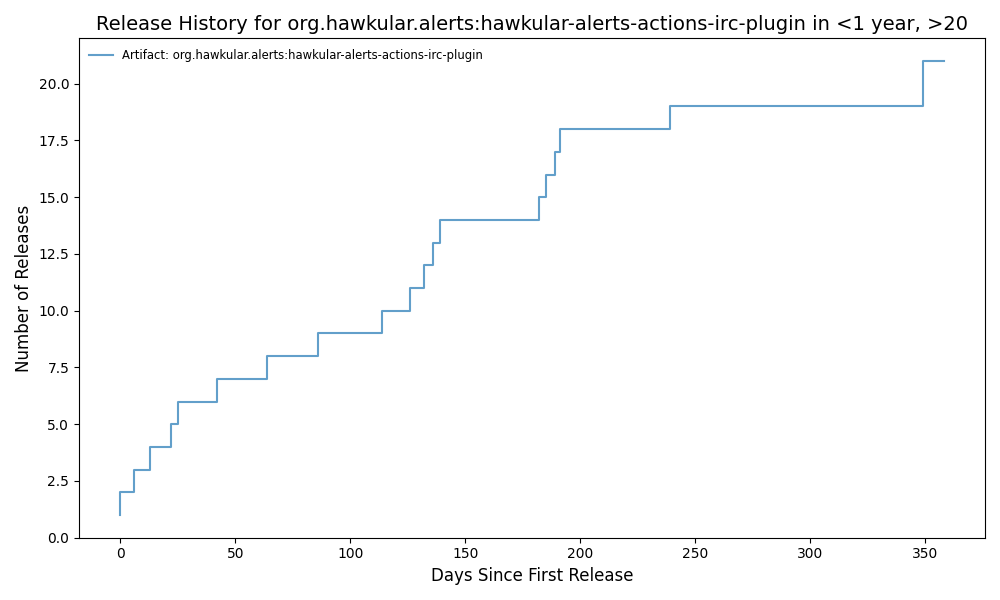 Release History for org.hawkular.alerts:hawkular-alerts-actions-irc-plugin in <1 year, >20
Artifact: org.hawkular.alerts:hawkular-alerts-actions-irc-plugin
Number of Releases
20.0
17.5
15.0
12.5
10.0
7.5
5.0
2.5
0.0
0 50 100 150 200 250 300 350
Days Since First Release